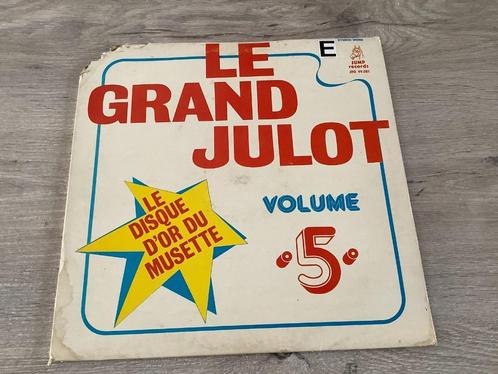 LE
GRAND
JULOT
E
JUMP
records
LE
DISQUE
D'OR DU
MUSETTE
VOLUME
5